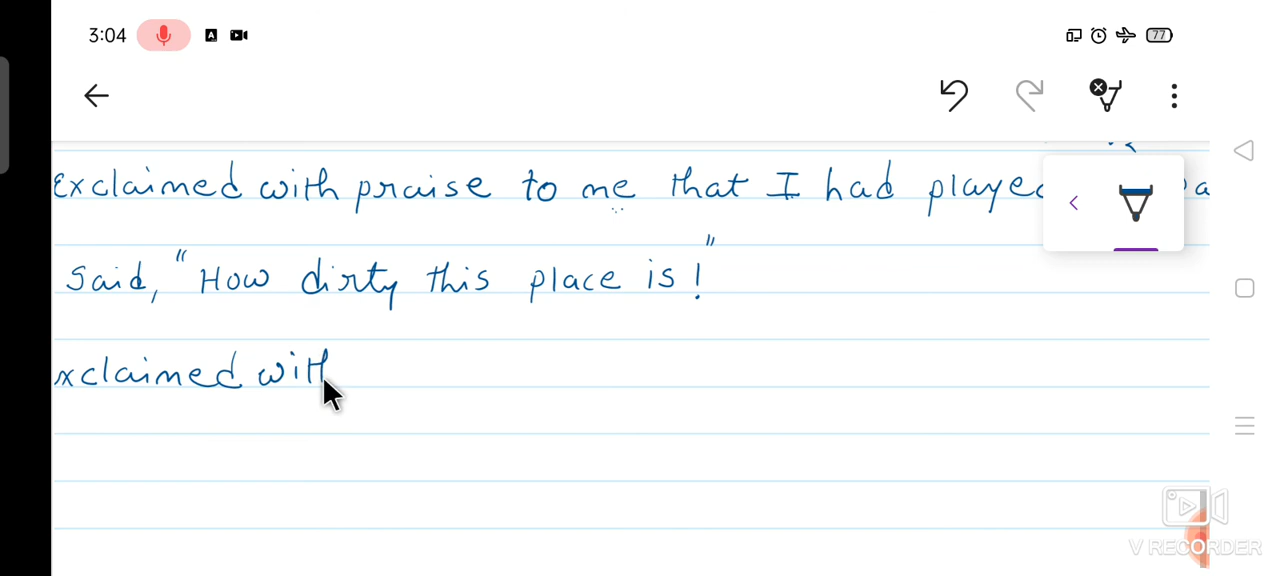 3:04 A 77
Exclaimed with praise to me that I had played
Said, "How dirty this place is!"
xclaimed with
V RECORDER